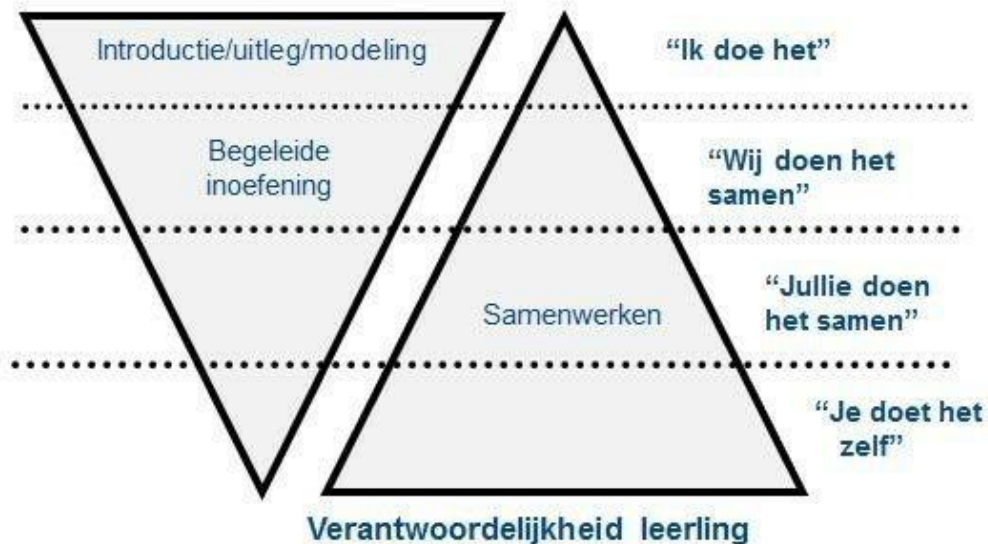 Introductie/uitleg/modeling
“Ik doe het”
Begeleide
inoefening
“Wij doen het
samen”
Samenwerken
“Jullie doen
het samen”
“Je doet het
zelf”
Verantwoordelijkheid leerling